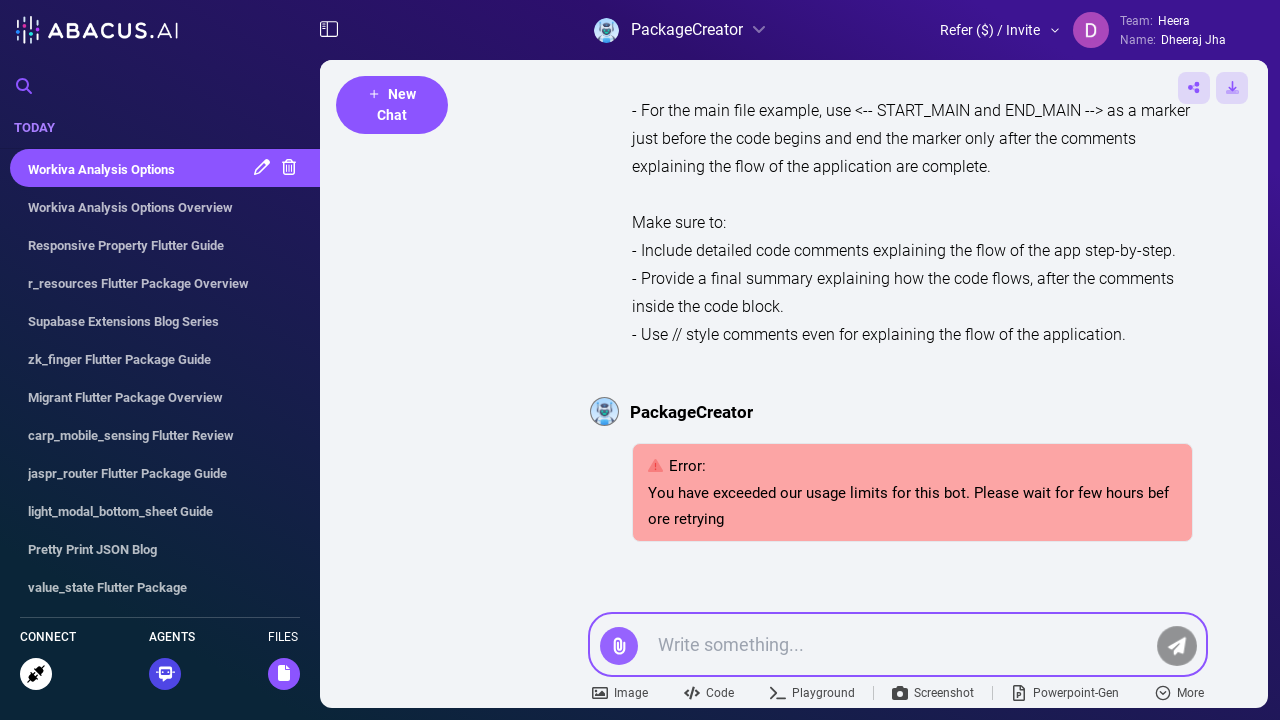 ABACUS.AI
PackageCreator
Refer ($) / Invite
D
Team: Heera
Name: Dheeraj Jha
TODAY
Workiva Analysis Options
Workiva Analysis Options Overview
Responsive Property Flutter Guide
r_resources Flutter Package Overview
Supabase Extensions Blog Series
zk_finger Flutter Package Guide
Migrant Flutter Package Overview
carp_mobile_sensing Flutter Review
jaspr_router Flutter Package Guide
light_modal_bottom_sheet Guide
Pretty Print JSON Blog
value_state Flutter Package
CONNECT
AGENTS
FILES
+ New
Chat
- For the main file example, use <-- START_MAIN and END_MAIN --> as a marker
just before the code begins and end the marker only after the comments
explaining the flow of the application are complete.
Make sure to:
- Include detailed code comments explaining the flow of the app step-by-step.
- Provide a final summary explaining how the code flows, after the comments
inside the code block.
- Use // style comments even for explaining the flow of the application.
PackageCreator
Error:
You have exceeded our usage limits for this bot. Please wait for few hours bef
ore retrying
Write something...
Image
Code
Playground
Screenshot
Powerpoint-Gen
More